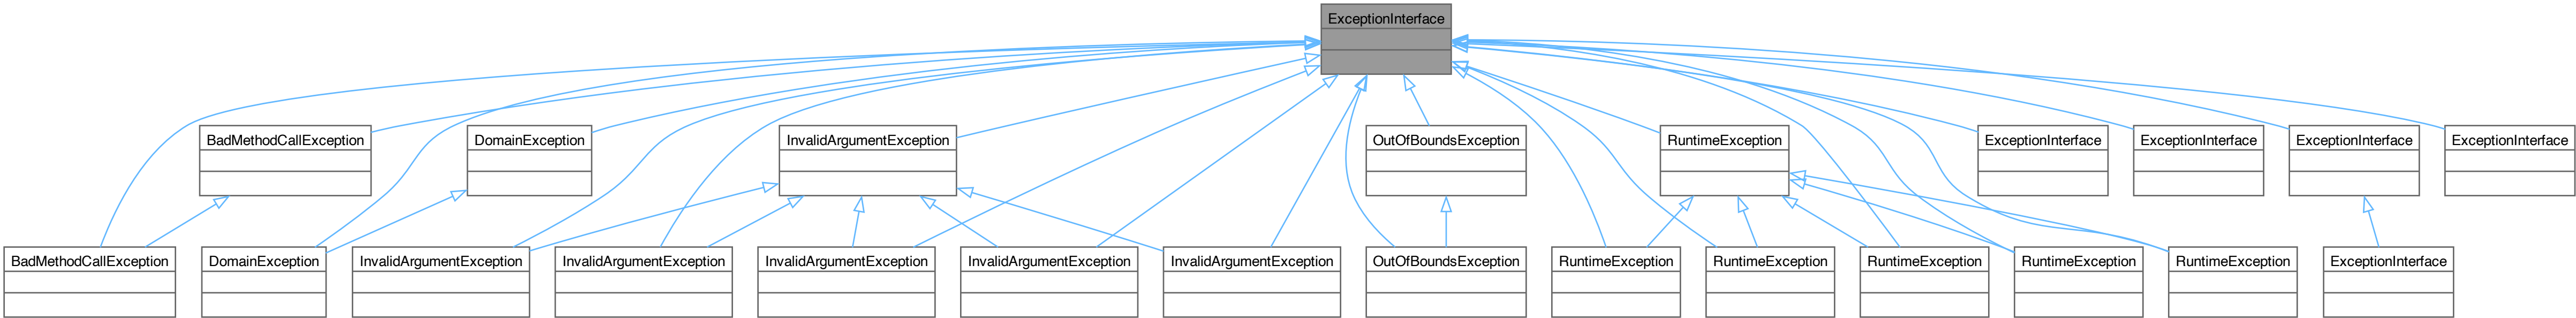 ExceptionInterface
BadMethodCallException
DomainException
InvalidArgumentException
OutOfBoundsException
RuntimeException
ExceptionInterface
ExceptionInterface
ExceptionInterface
ExceptionInterface
BadMethodCallException
DomainException
InvalidArgumentException
InvalidArgumentException
InvalidArgumentException
InvalidArgumentException
InvalidArgumentException
OutOfBoundsException
RuntimeException
RuntimeException
RuntimeException
RuntimeException
RuntimeException
ExceptionInterface